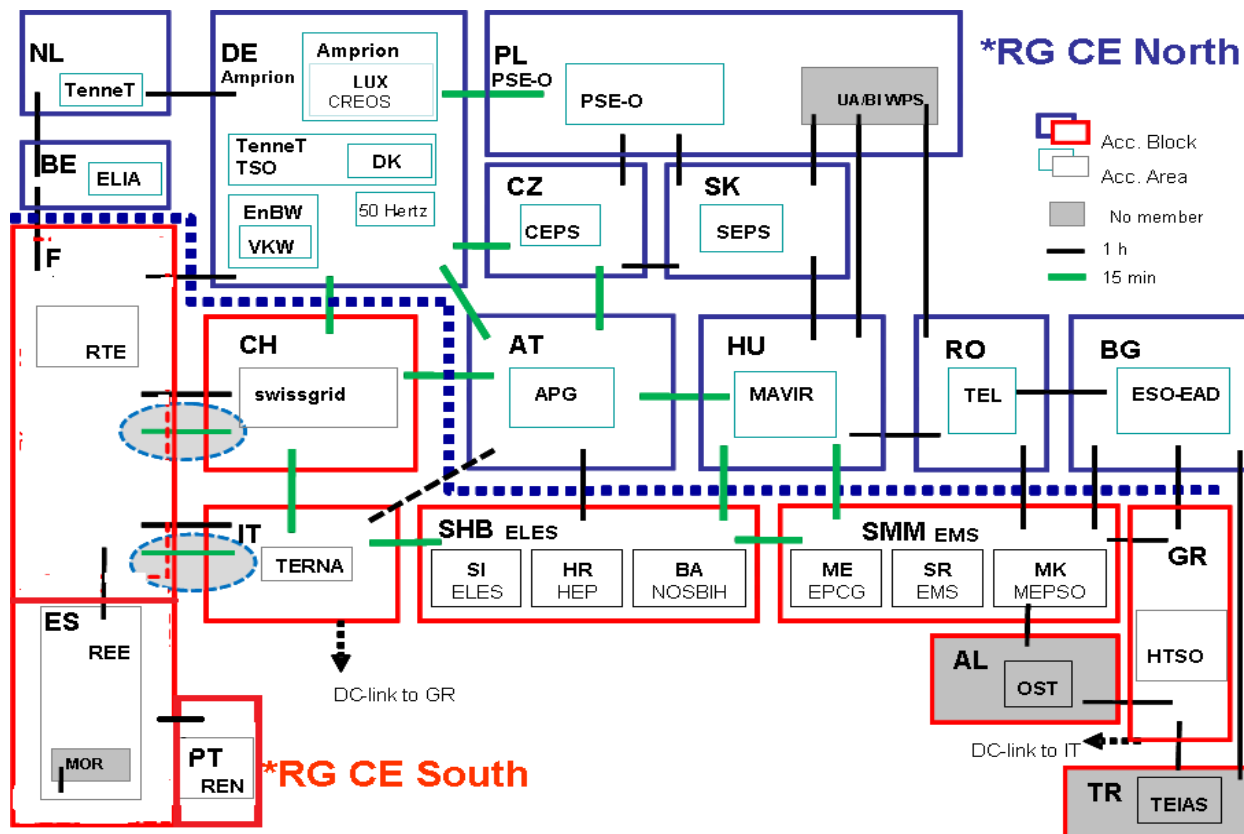 NL
TenneT
BE
ELIA
DE
Amprion
Amprion
LUX
CREOS
TenneT
TSO
DK
EnBW
VKW
50 Hertz
PL
PSE-O
PSE-O
UA/BI WPS
*RG CE North
Acc. Block
Acc. Area
No member
1 h
15 min
CZ
CEPS
SK
SEPS
F
RTE
CH
swissgrid
AT
APG
HU
MAVIR
RO
TEL
BG
ESO-EAD
IT
TERNA
SHB ELES
SI
ELES
HR
HEP
BA
NOSBIH
SMM EMS
ME
EPCG
SR
EMS
MK
MEPSO
GR
HTSO
ES
REE
MOR
PT
REN
DC-link to GR
*RG CE South
AL
OST
DC-link to IT
TR
TEIAS